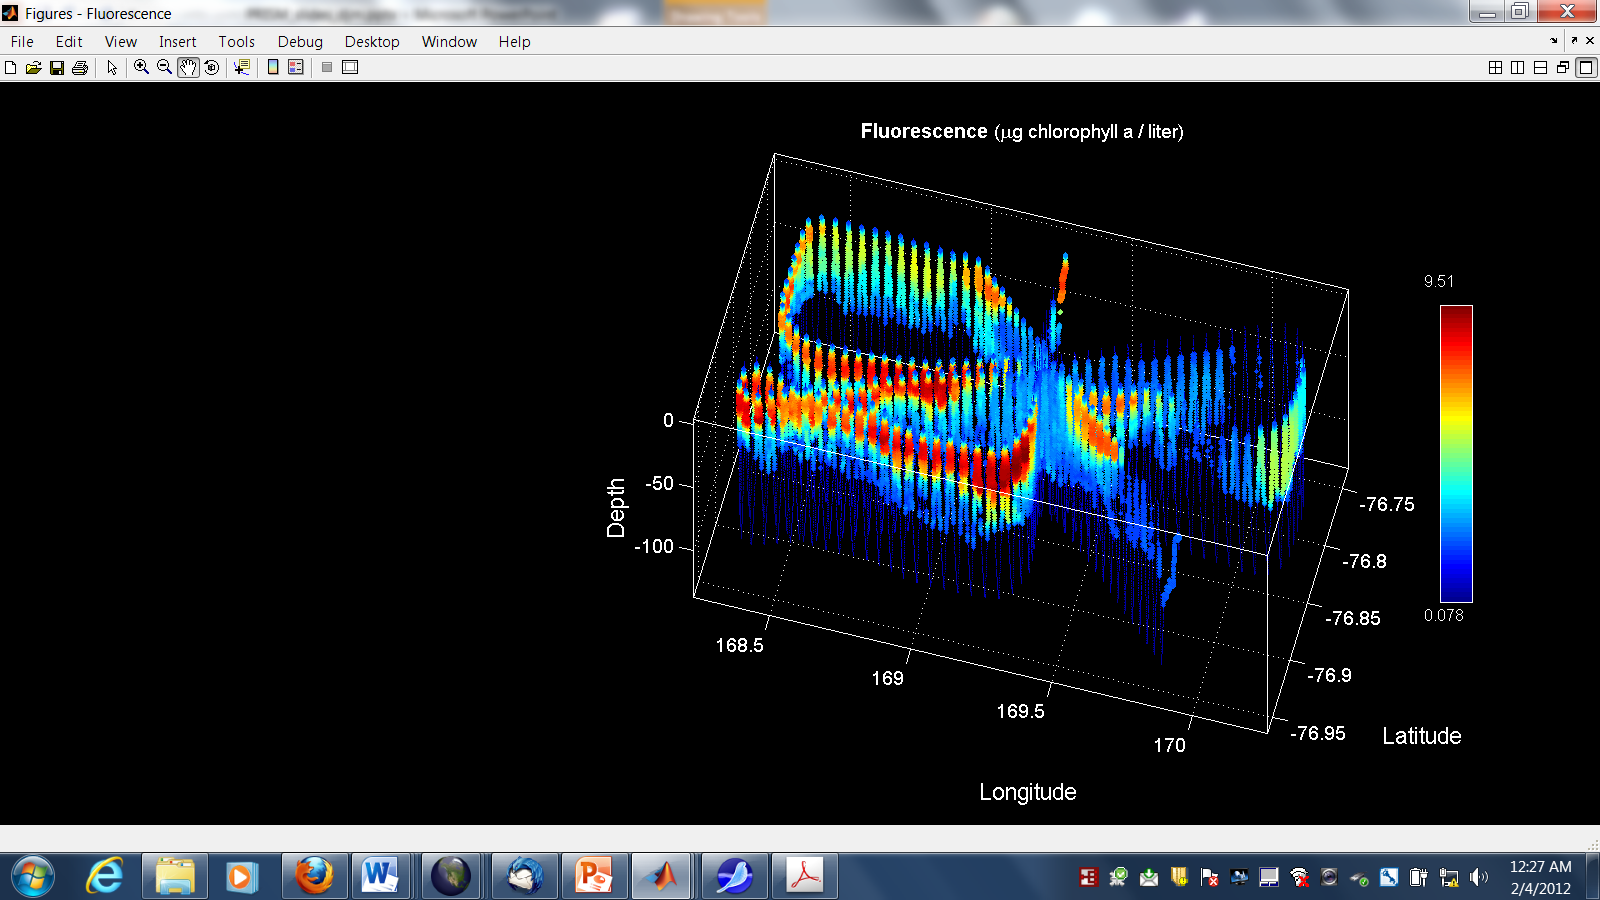 Figures - Fluorescence
File Edit View Insert Tools Debug Desktop Window Help
Fluorescence (μg chlorophyll a / liter)
9.51
0.078
0
-50
-100
Depth
168.5
169
169.5
170
Longitude
-76.75
-76.8
-76.85
-76.9
-76.95
Latitude
12:27 AM
2/4/2012